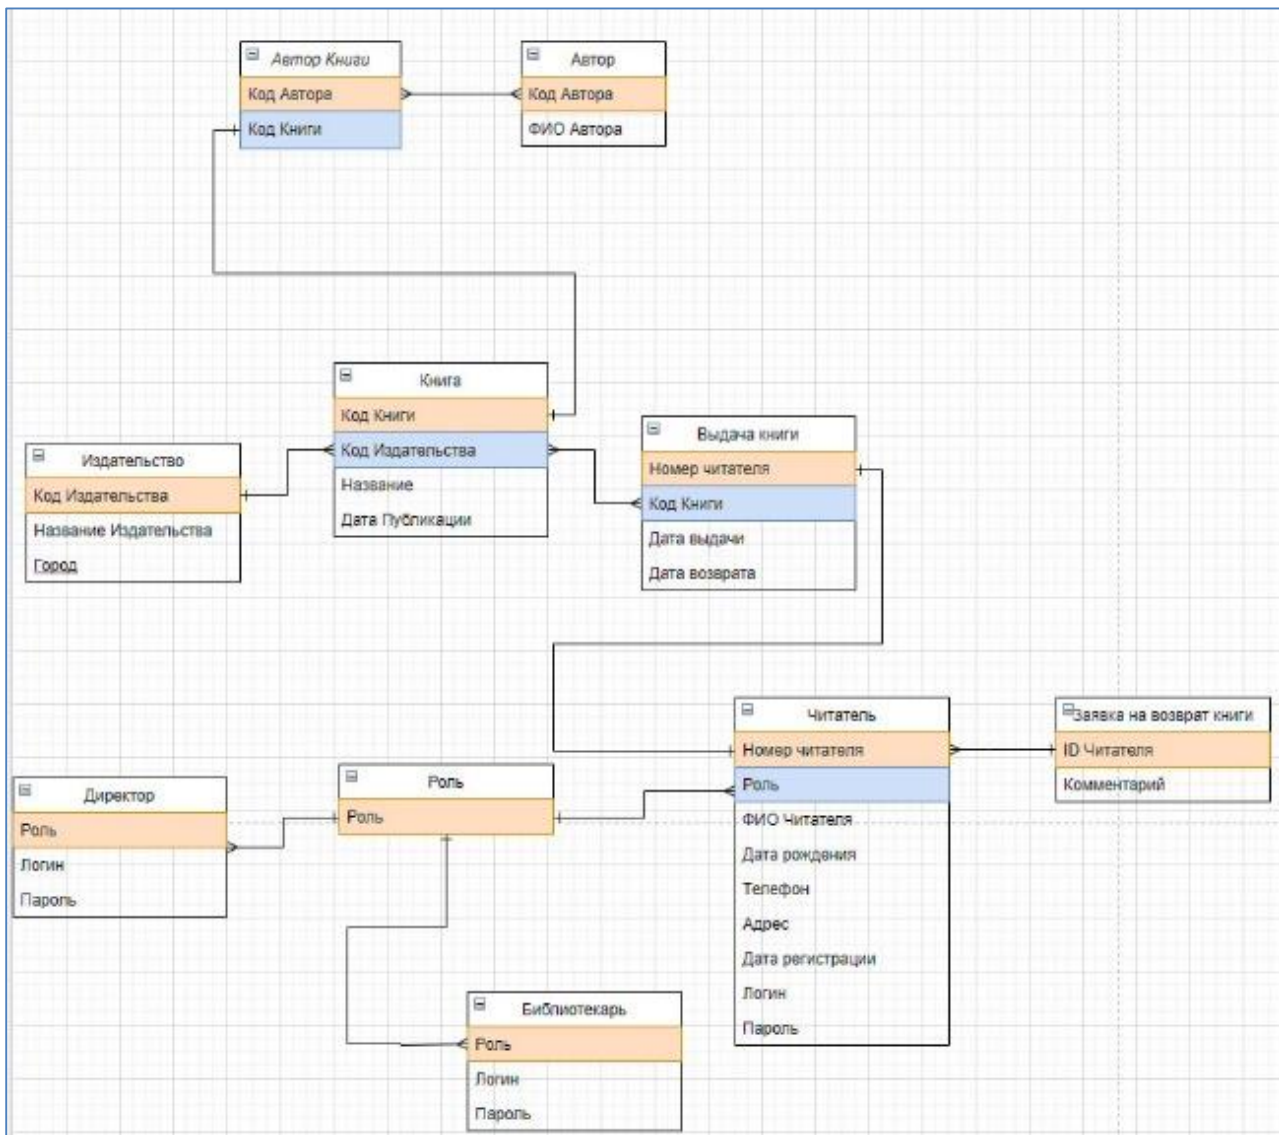 Автор Книги
Код Автора
Код Книги
Автор
Код Автора
ФИО Автора
Книга
Код Книги
Код Издательства
Название
Дата Публикации
Издательство
Код Издательства
Название Издательства
Город
Выдача книги
Номер читателя
Код Книги
Дата выдачи
Дата возврата
Читатель
Номер читателя
Роль
ФИО Читателя
Дата рождения
Телефон
Адрес
Дата регистрации
Логин
Пароль
Заявка на возврат книги
ID Читателя
Комментарий
Роль
Роль
Директор
Роль
Логин
Пароль
Библиотекарь
Роль
Логин
Пароль